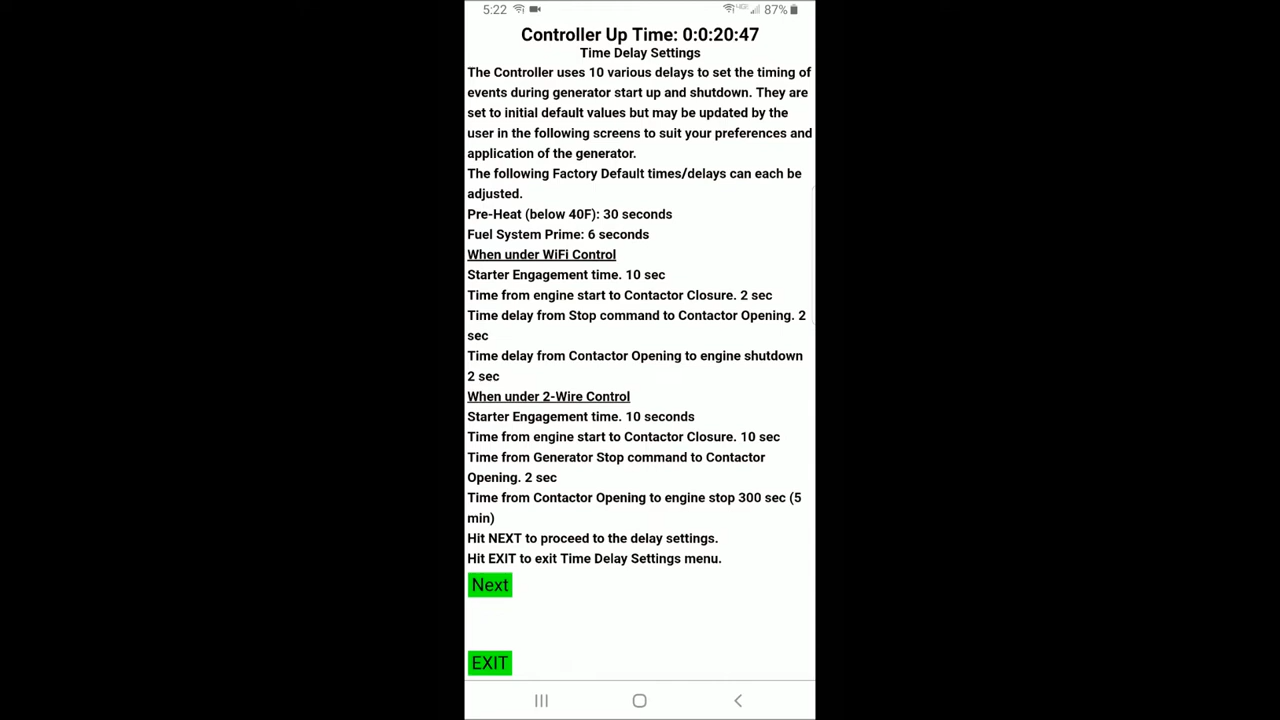 5:22
87%
Controller Up Time: 0:0:20:47
Time Delay Settings
The Controller uses 10 various delays to set the timing of
events during generator start up and shutdown. They are
set to initial default values but may be updated by the
user in the following screens to suit your preferences and
application of the generator.
The following Factory Default times/delays can each be
adjusted.
Pre-Heat (below 40F): 30 seconds
Fuel System Prime: 6 seconds
When under WiFi Control
Starter Engagement time. 10 sec
Time from engine start to Contactor Closure. 2 sec
Time delay from Stop command to Contactor Opening. 2
sec
Time delay from Contactor Opening to engine shutdown
2 sec
When under 2-Wire Control
Starter Engagement time. 10 seconds
Time from engine start to Contactor Closure. 10 sec
Time from Generator Stop command to Contactor
Opening. 2 sec
Time from Contactor Opening to engine stop 300 sec (5
min)
Hit NEXT to proceed to the delay settings.
Hit EXIT to exit Time Delay Settings menu.
Next
EXIT